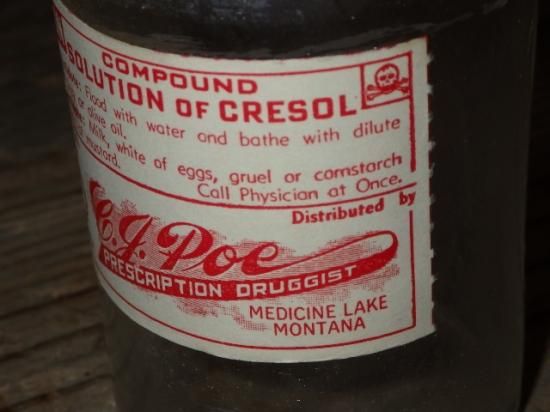 COMPOUND
SOLUTION OF CRESOL
Flood with water and bathe with dilute
or olive oil.
Milk, white of eggs, gruel or cornstarch
mustard.
Call Physician at Once.
Distributed by
C. J. Poe
PRESCRIPTION DRUGGIST
MEDICINE LAKE
MONTANA